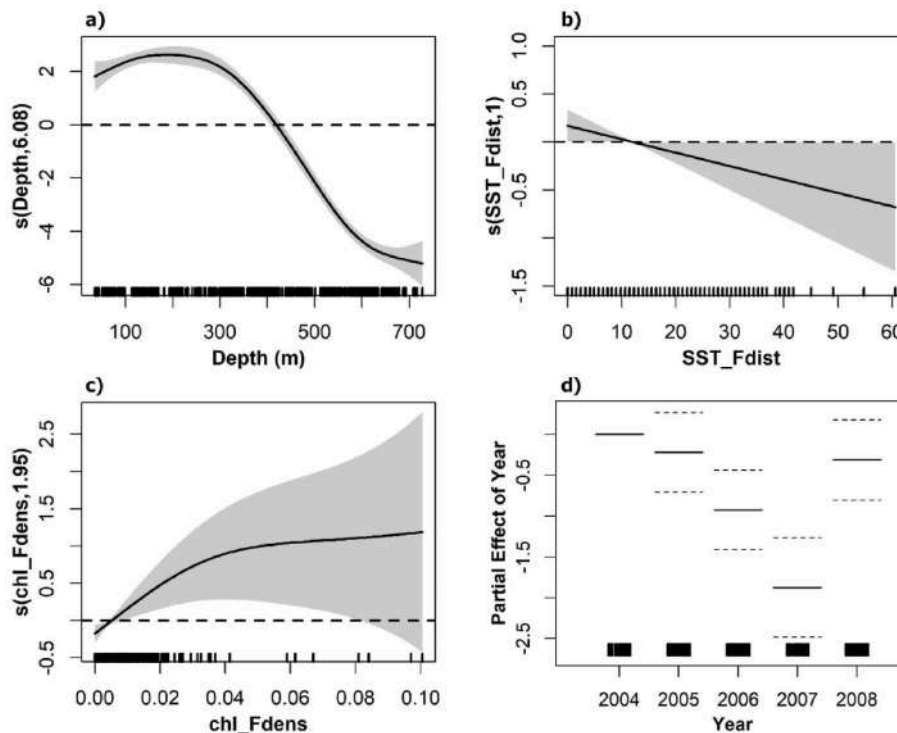 a)
s(Depth,6.08)
2
0
-2
-4
-6
100 300 500 700
Depth (m)
b)
s(SST_Fdist,1)
1.0
0.5
-0.5
-1.5
0 10 20 30 40 50 60
SST_Fdist
c)
s(chl_Fdens,1.95)
2.5
1.5
0.5
-0.5
0.00 0.02 0.04 0.06 0.08 0.10
chl_Fdens
d)
Partial Effect of Year
-0.5
-1.5
-2.5
2004 2005 2006 2007 2008
Year